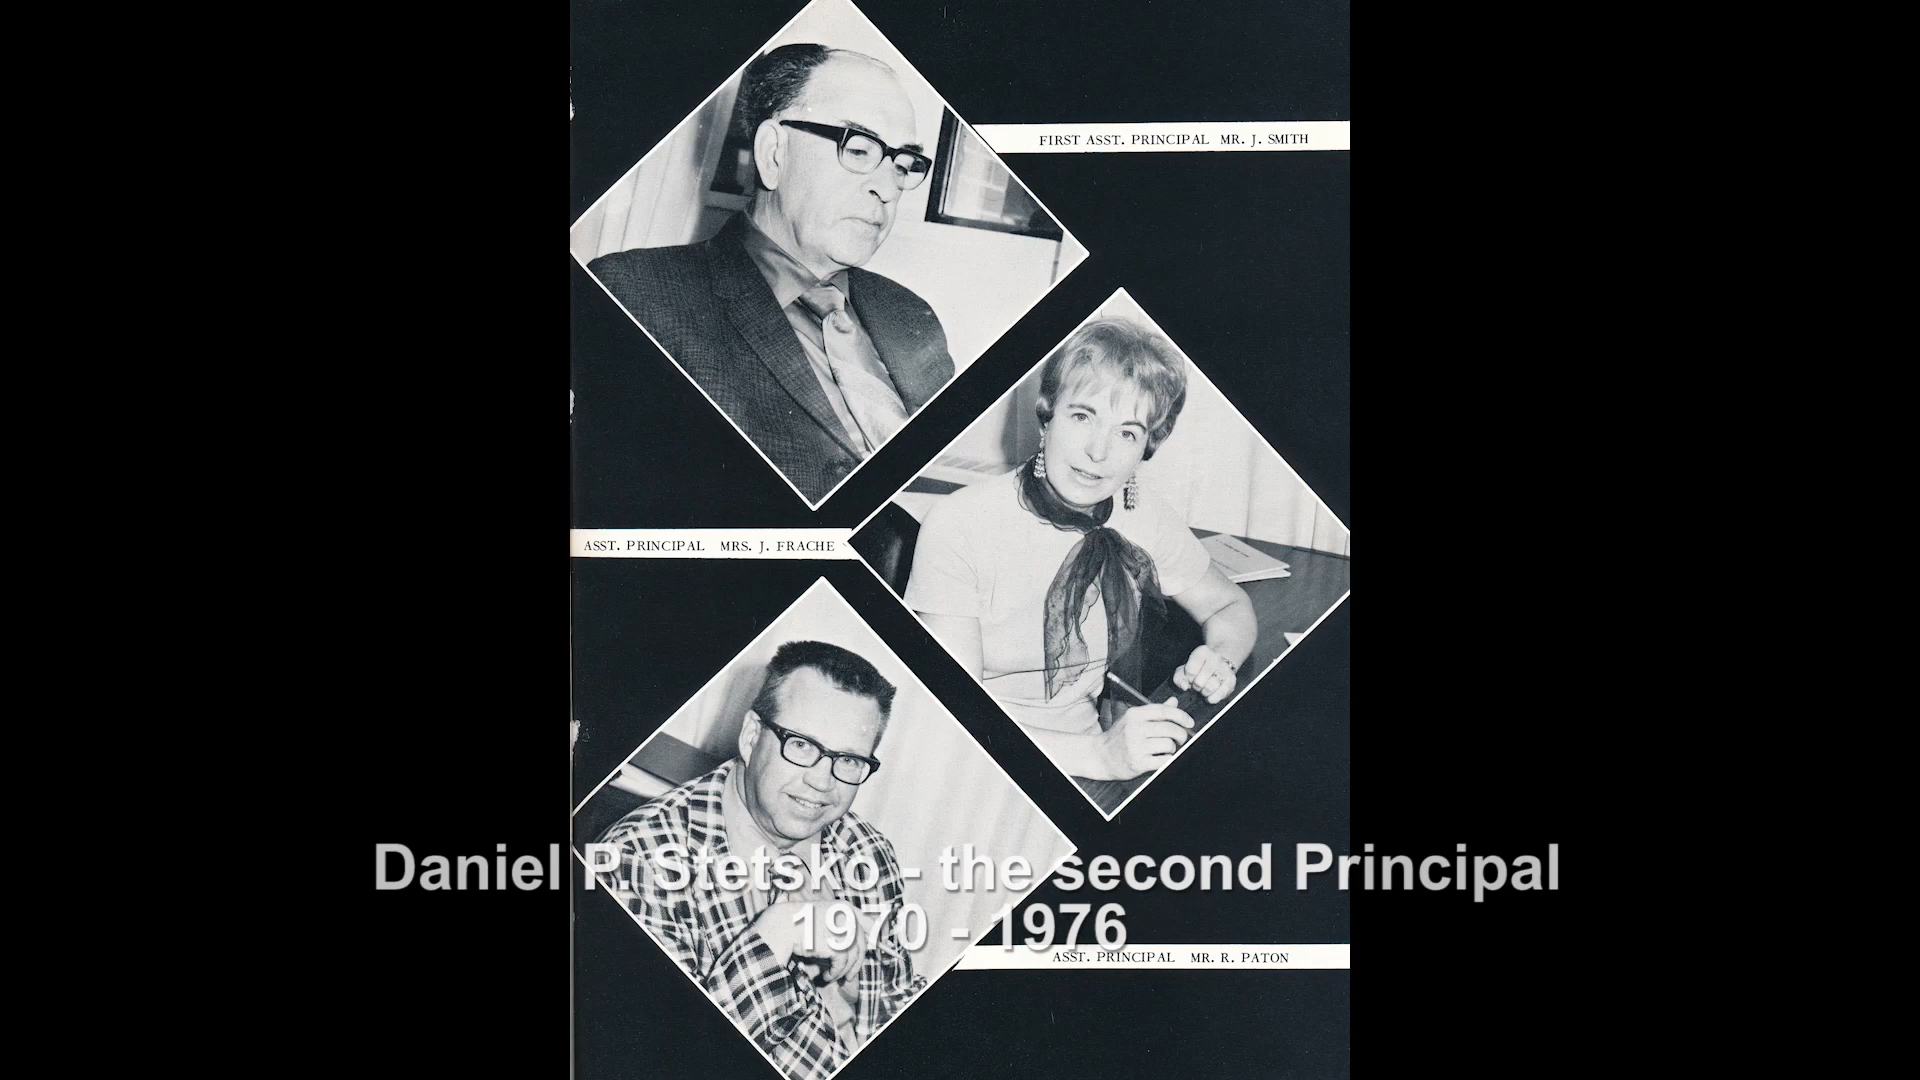 FIRST ASST. PRINCIPAL MR. J. SMITH
ASST. PRINCIPAL MRS. J. FRACHE
Daniel P. Stetsko - the second Principal
1970 - 1976
ASST. PRINCIPAL MR. R. PATON